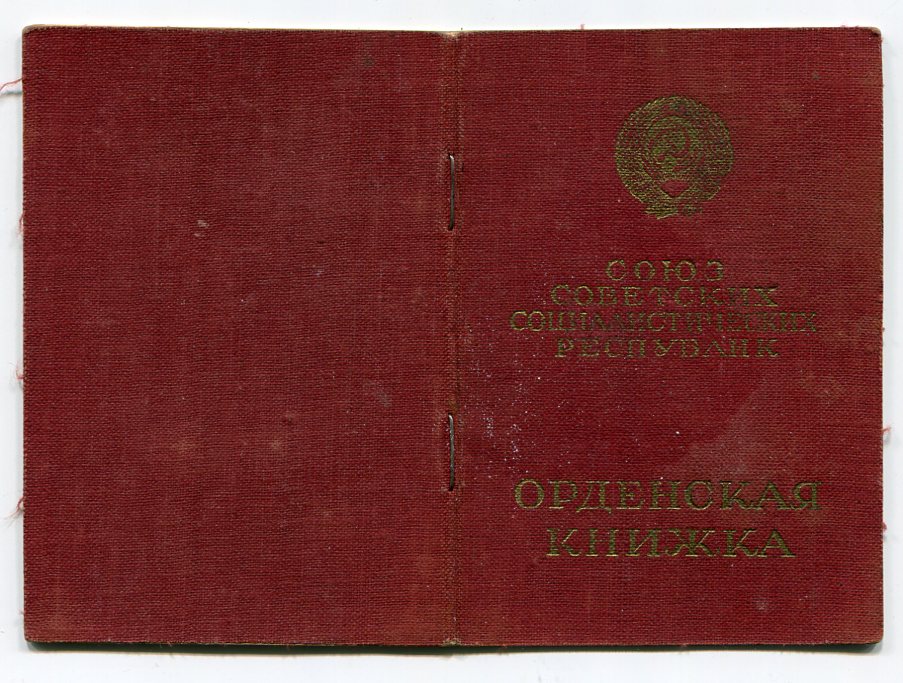 СОЮЗ
СОВЕТСКИХ
СОЦИАЛИСТИЧЕСКИХ
РЕСПУБЛИК
ОРДЕНСКАЯ
КНИЖКА